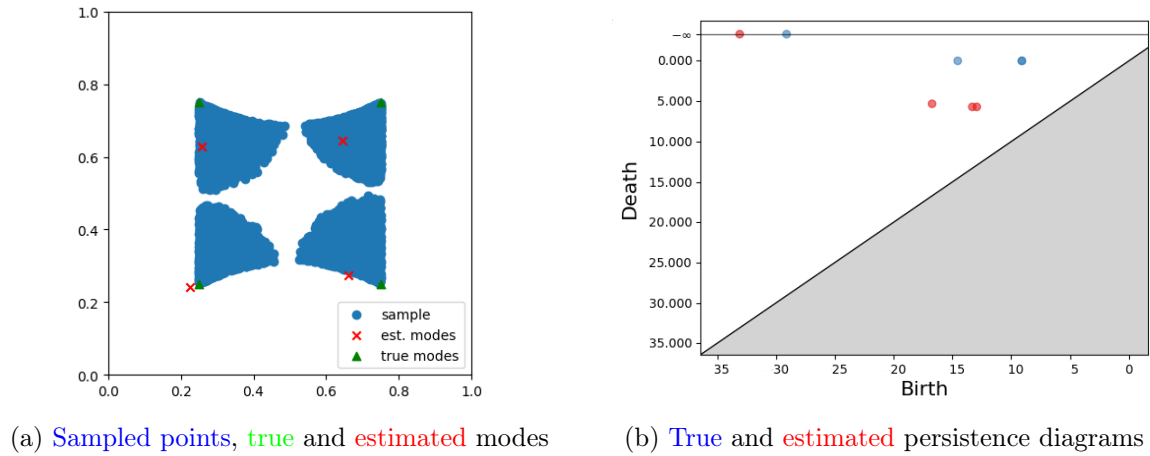 1.0
0.8
0.6
0.4
0.2
0.0
0.0 0.2 0.4 0.6 0.8 1.0
sample
est. modes
true modes
−∞
0.000
5.000
10.000
15.000
20.000
25.000
30.000
35.000
Death
35 30 25 20 15 10 5 0
Birth
(a) Sampled points, true and estimated modes
(b) True and estimated persistence diagrams